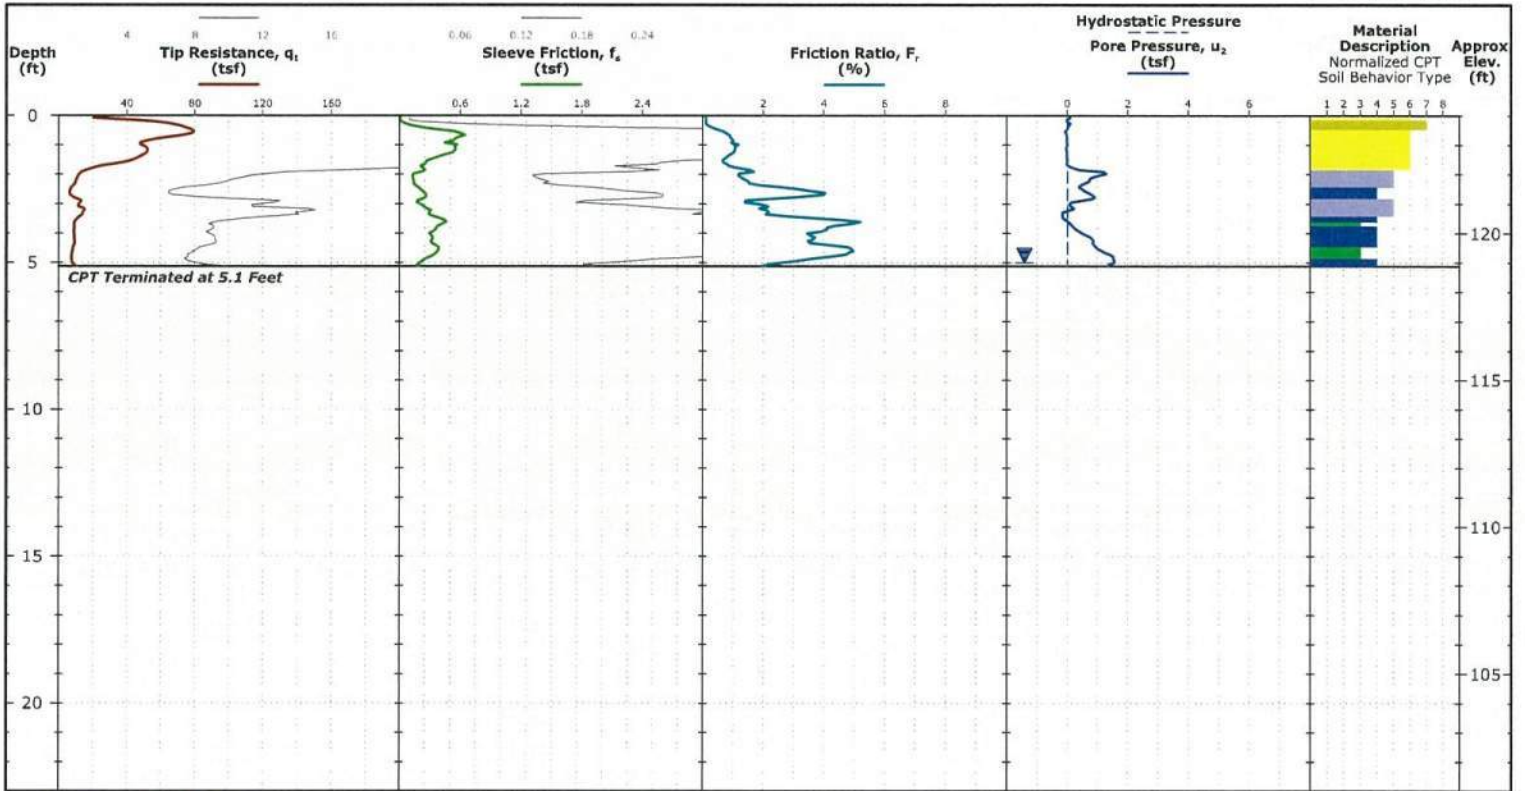 Depth
(ft)
4 8 12 16
Tip Resistance, qt
(tsf)
40 80 120 160
0.06 0.12 0.18 0.24
Sleeve Friction, fs
(tsf)
0.6 1.2 1.8 2.4
Friction Ratio, Fr
(%)
2 4 6 8
Hydrostatic Pressure
Pore Pressure, u2
(tsf)
0 2 4 6
Material
Description
Normalized CPT
Soil Behavior Type
1 2 3 4 5 6 7 8
Approx.
Elev.
(ft)
0
120
5
CPT Terminated at 5.1 Feet
115
10
110
15
105
20